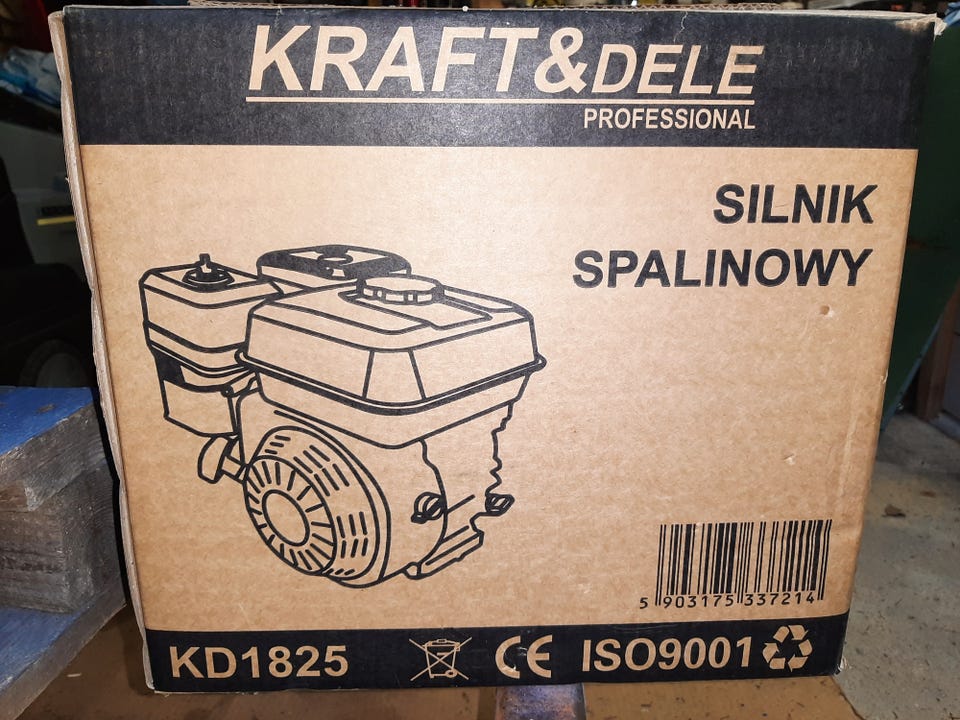 KRAFT&DELE
PROFESSIONAL
SILNIK
SPALINOWY
5 903175 337214
KD1825 CE ISO9001